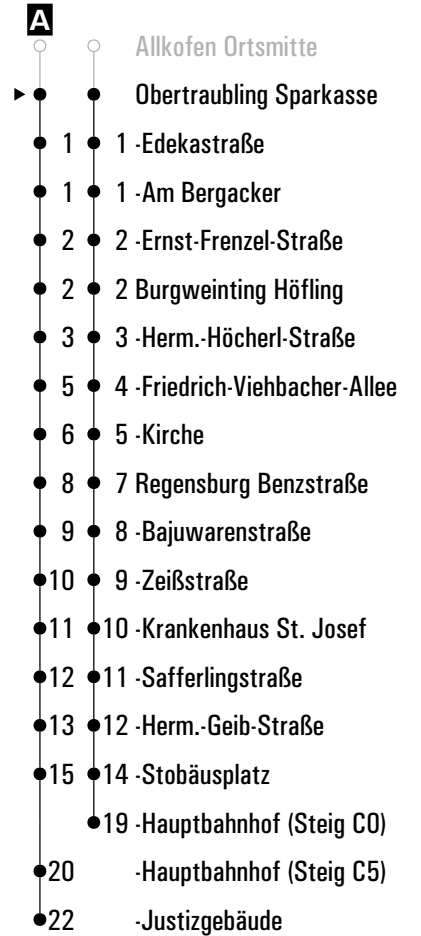 A
Allkofen Ortsmitte
Obertraubling Sparkasse
1 1 -Edekastraße
1 1 -Am Bergacker
2 2 -Ernst-Frenzel-Straße
2 2 Burgweinting Höfling
3 3 -Herm.-Höcherl-Straße
5 4 -Friedrich-Viehbacher-Allee
6 5 -Kirche
8 7 Regensburg Benzstraße
9 8 -Bajuwarenstraße
10 9 -Zeißstraße
11 10 -Krankenhaus St. Josef
12 11 -Safferlingstraße
13 12 -Herm.-Geib-Straße
15 14 -Stobäusplatz
19 -Hauptbahnhof (Steig C0)
20 -Hauptbahnhof (Steig C5)
22 -Justizgebäude